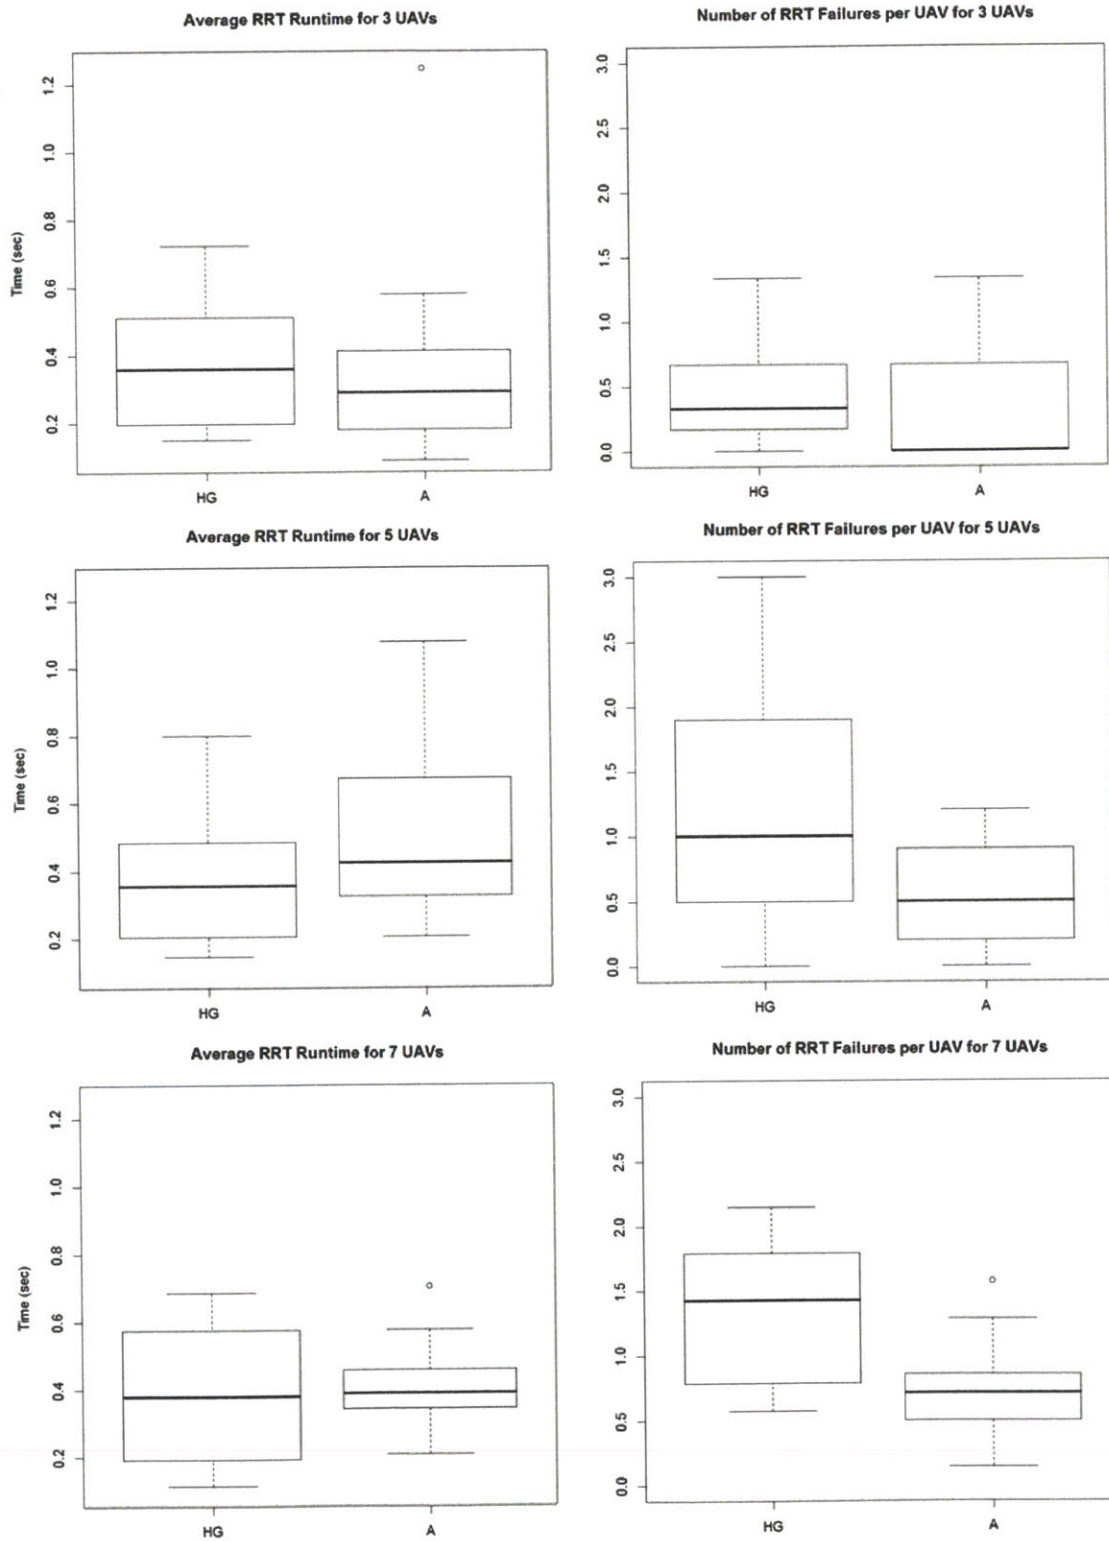 Average RRT Runtime for 3 UAVs
Time (sec)
1.2
1.0
0.8
0.6
0.4
0.2
HG
A
Number of RRT Failures per UAV for 3 UAVs
3.0
2.5
2.0
1.5
1.0
0.5
0.0
HG
A
Average RRT Runtime for 5 UAVs
Time (sec)
1.2
1.0
0.8
0.6
0.4
0.2
HG
A
Number of RRT Failures per UAV for 5 UAVs
3.0
2.5
2.0
1.5
1.0
0.5
0.0
HG
A
Average RRT Runtime for 7 UAVs
Time (sec)
1.2
1.0
0.8
0.6
0.4
0.2
HG
A
Number of RRT Failures per UAV for 7 UAVs
3.0
2.5
2.0
1.5
1.0
0.5
0.0
HG
A